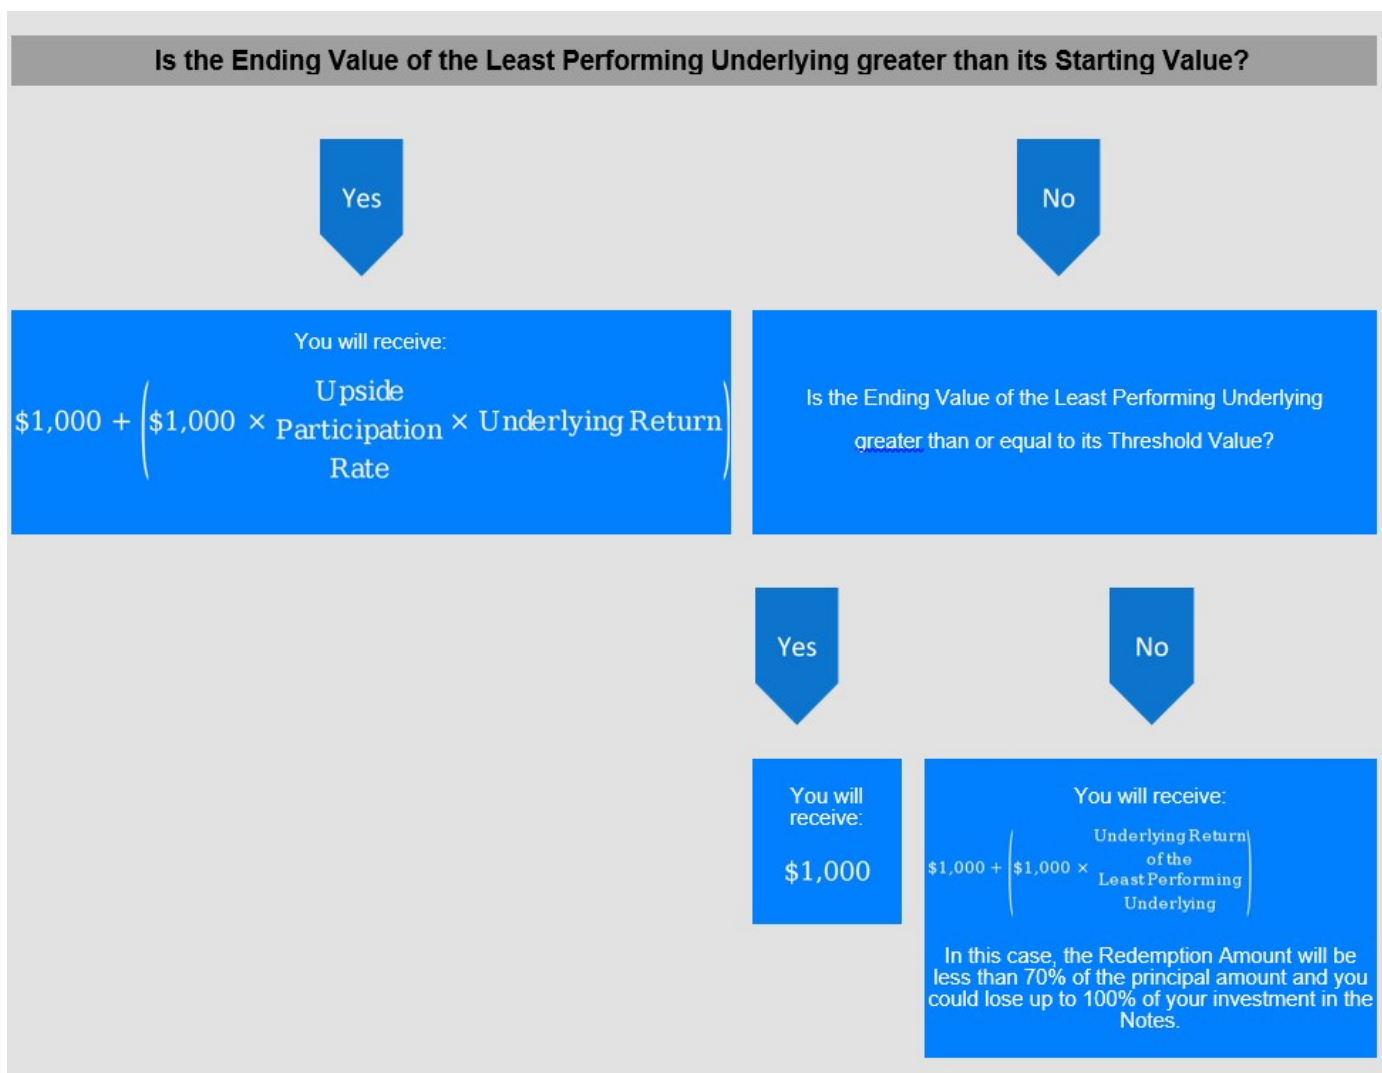 Is the Ending Value of the Least Performing Underlying greater than its Starting Value?
Yes
No
You will receive:
$1,000 + ($1,000 × Upside Participation Rate × Underlying Return)
Is the Ending Value of the Least Performing Underlying
greater than or equal to its Threshold Value?
Yes
No
You will
receive:
$1,000
You will receive:
$1,000 + ($1,000 × Underlying Return of the Least Performing Underlying)
In this case, the Redemption Amount will be
less than 70% of the principal amount and you
could lose up to 100% of your investment in the
Notes.